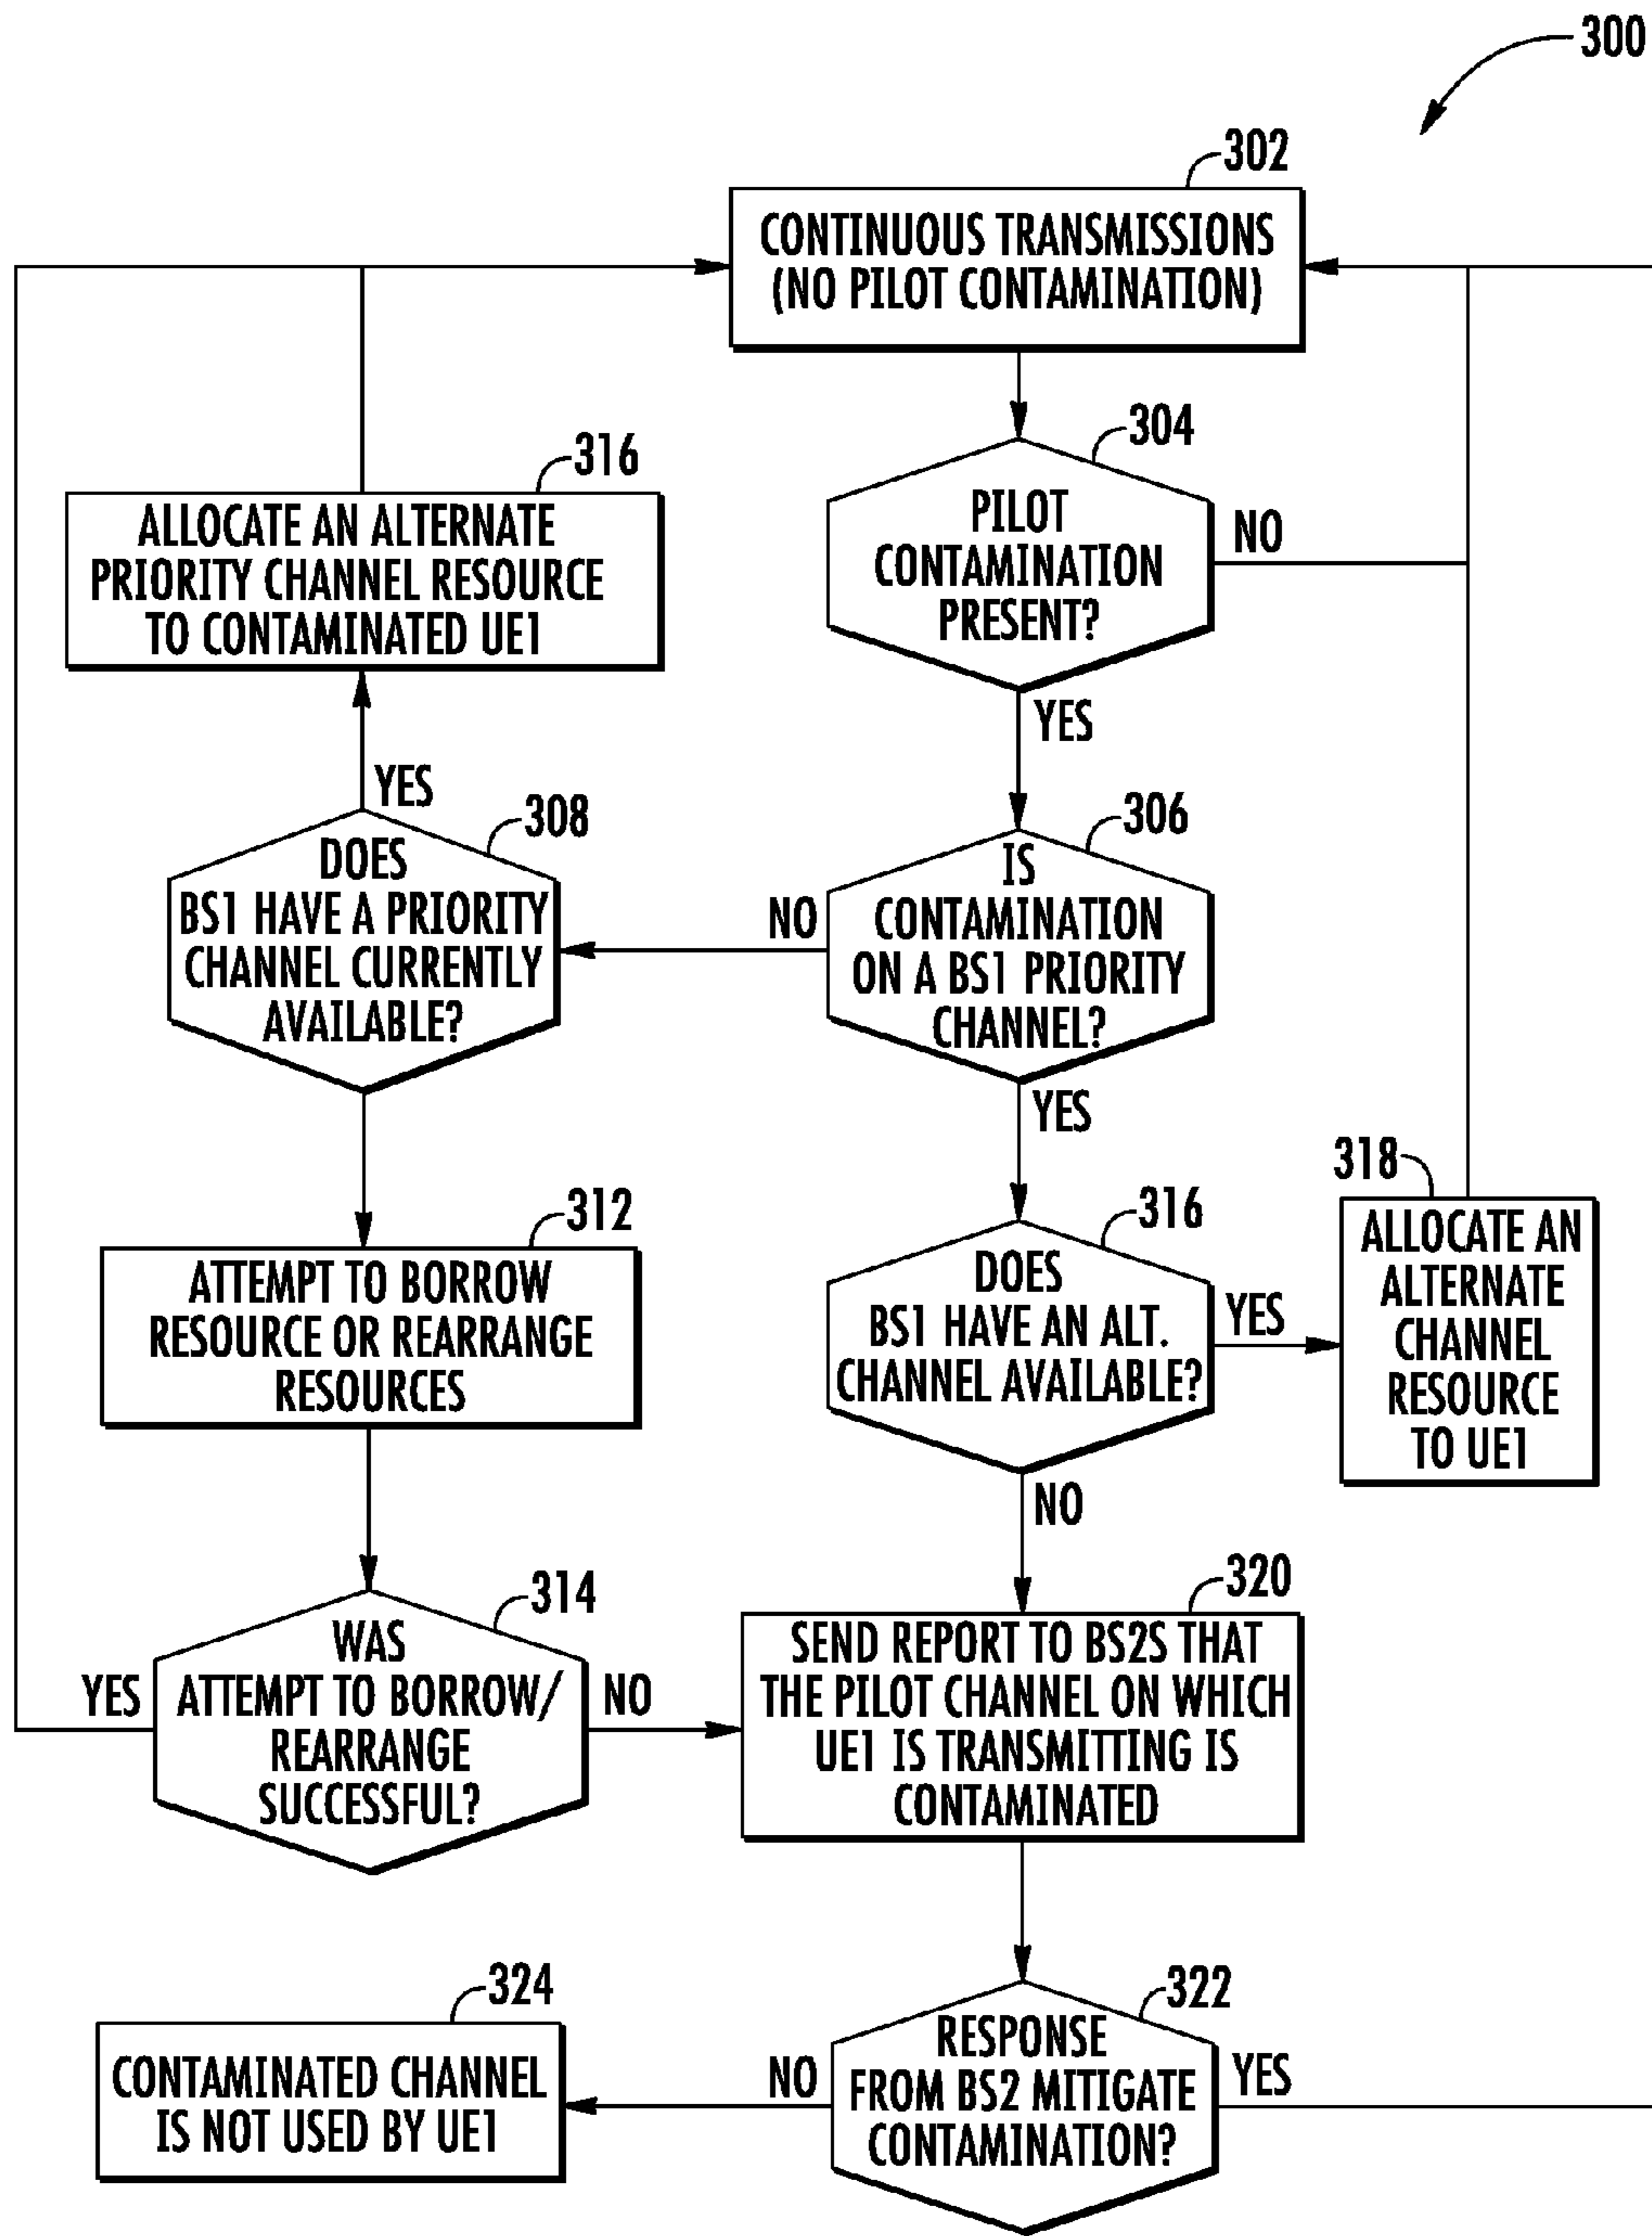 300
302
CONTINUOUS TRANSMISSIONS
(NO PILOT CONTAMINATION)
304
PILOT
CONTAMINATION
PRESENT?
NO
YES
316
ALLOCATE AN ALTERNATE
PRIORITY CHANNEL RESOURCE
TO CONTAMINATED UE1
YES
308
DOES
BS1 HAVE A PRIORITY
CHANNEL CURRENTLY
AVAILABLE?
NO
306
IS
CONTAMINATION
ON A BS1 PRIORITY
CHANNEL?
YES
312
ATTEMPT TO BORROW
RESOURCE OR REARRANGE
RESOURCES
316
DOES
BS1 HAVE AN ALT.
CHANNEL AVAILABLE?
YES
NO
318
ALLOCATE AN
ALTERNATE
CHANNEL
RESOURCE
TO UE1
314
WAS
ATTEMPT TO BORROW/
REARRANGE
SUCCESSFUL?
YES
NO
320
SEND REPORT TO BS2S THAT
THE PILOT CHANNEL ON WHICH
UE1 IS TRANSMITTING IS
CONTAMINATED
324
CONTAMINATED CHANNEL
IS NOT USED BY UE1
NO
322
RESPONSE
FROM BS2 MITIGATE
CONTAMINATION?
YES